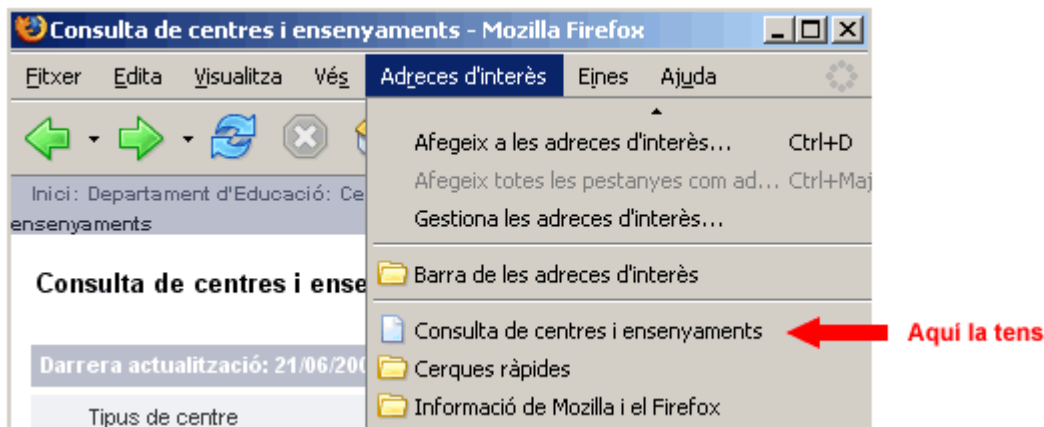 Consulta de centres i ensenyaments - Mozilla Firefox
Fitxer Edita Visualitza Vés Adreces d'interès Eines Ajuda
Afegeix a les adreces d'interès... Ctrl+D
Afegeix totes les pestanyes com ad... Ctrl+Maj
Gestiona les adreces d'interès...
Barra de les adreces d'interès
Consulta de centres i ensenyaments
Cerques ràpides
Informació de Mozilla i el Firefox
Inici: Departament d'Educació: Ce
ensenyaments
Consulta de centres i ense
Darrera actualització: 21/06/200
Tipus de centre
Aquí la tens